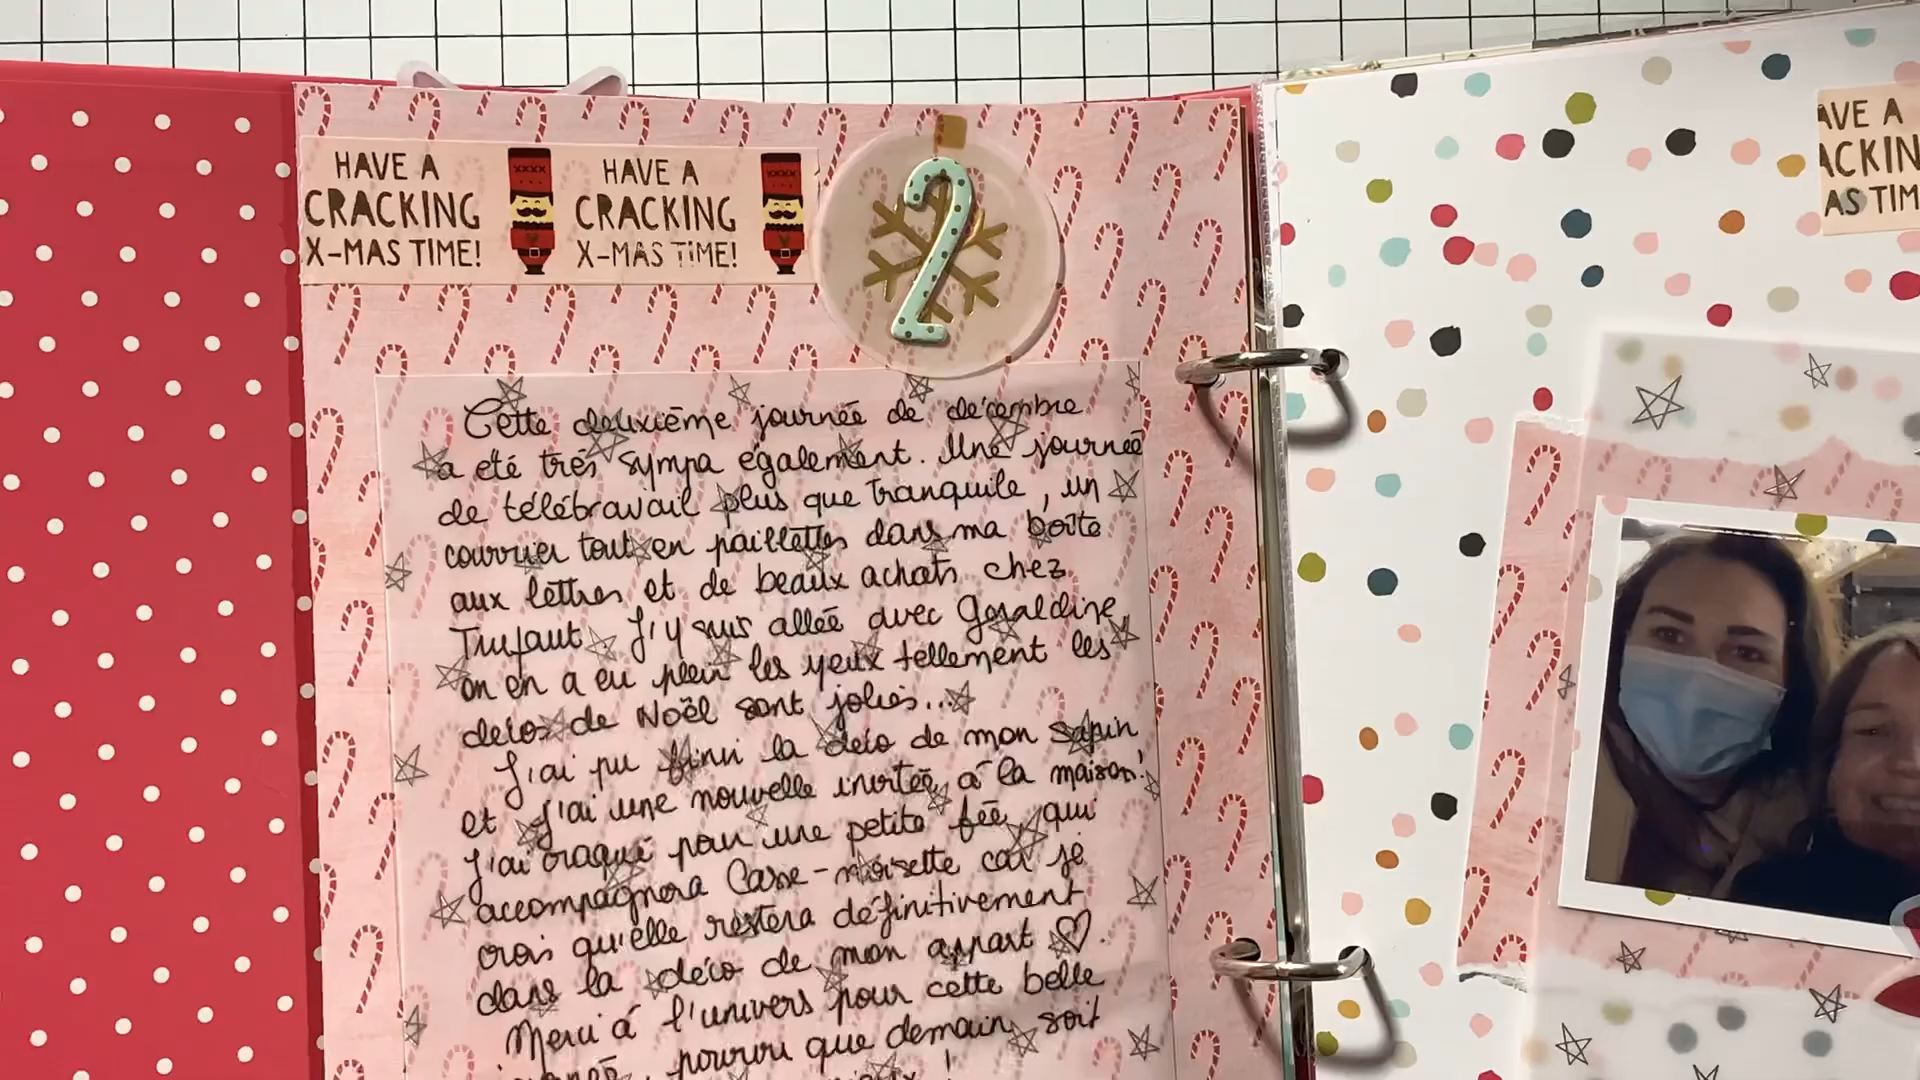 HAVE A
CRACKING
X-MAS TIME!
HAVE A
CRACKING
X-MAS TIME!
2
Cette deuxième journée de décembre
a été très sympa également. Une journée
de télétravail plus que tranquile, un
courrier tout en paillettes dans ma boîte
aux lettres et de beaux achats chez
Trufaut. J'y suis allée avec Géraldine,
on en a eu plein les yeux tellement les
décos de Noël sont jolies...
J'ai pu finir la déco de mon sapin
et j'ai une nouvelle invitée à la maison!
J'ai craqué pour une petite fée qui
accompagnera Casse-noisette car je
crois qu'elle restera définitivement
dans la déco de mon appart ♡.
Merci à l'univers pour cette belle
pourvu que demain soit
!
AVE A
ACKIN
AS TIM